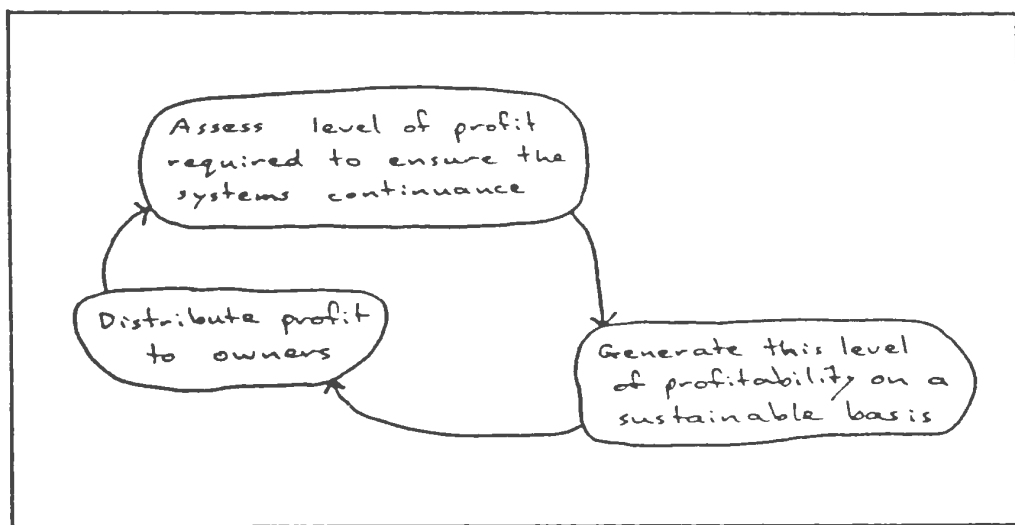 Assess level of profit
required to ensure the
systems continuance
Distribute profit
to owners
Generate this level
of profitability on a
sustainable basis